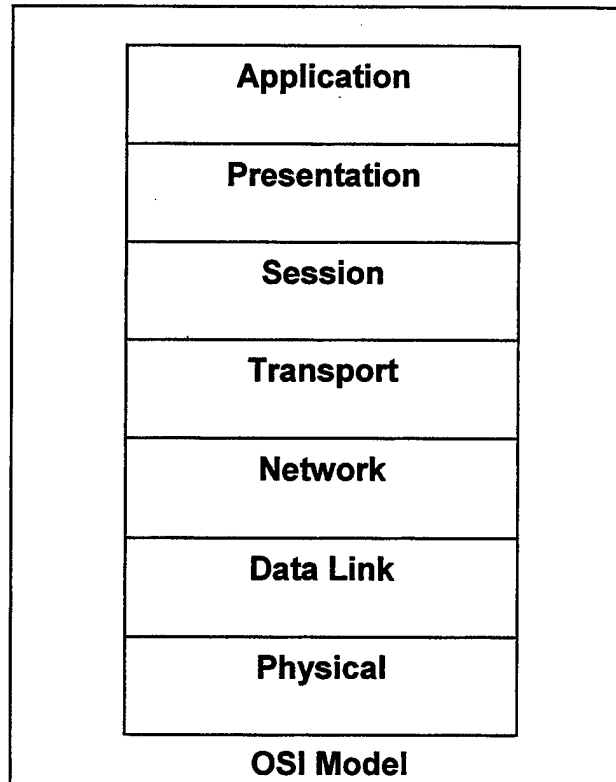 Application
Presentation
Session
Transport
Network
Data Link
Physical
OSI Model